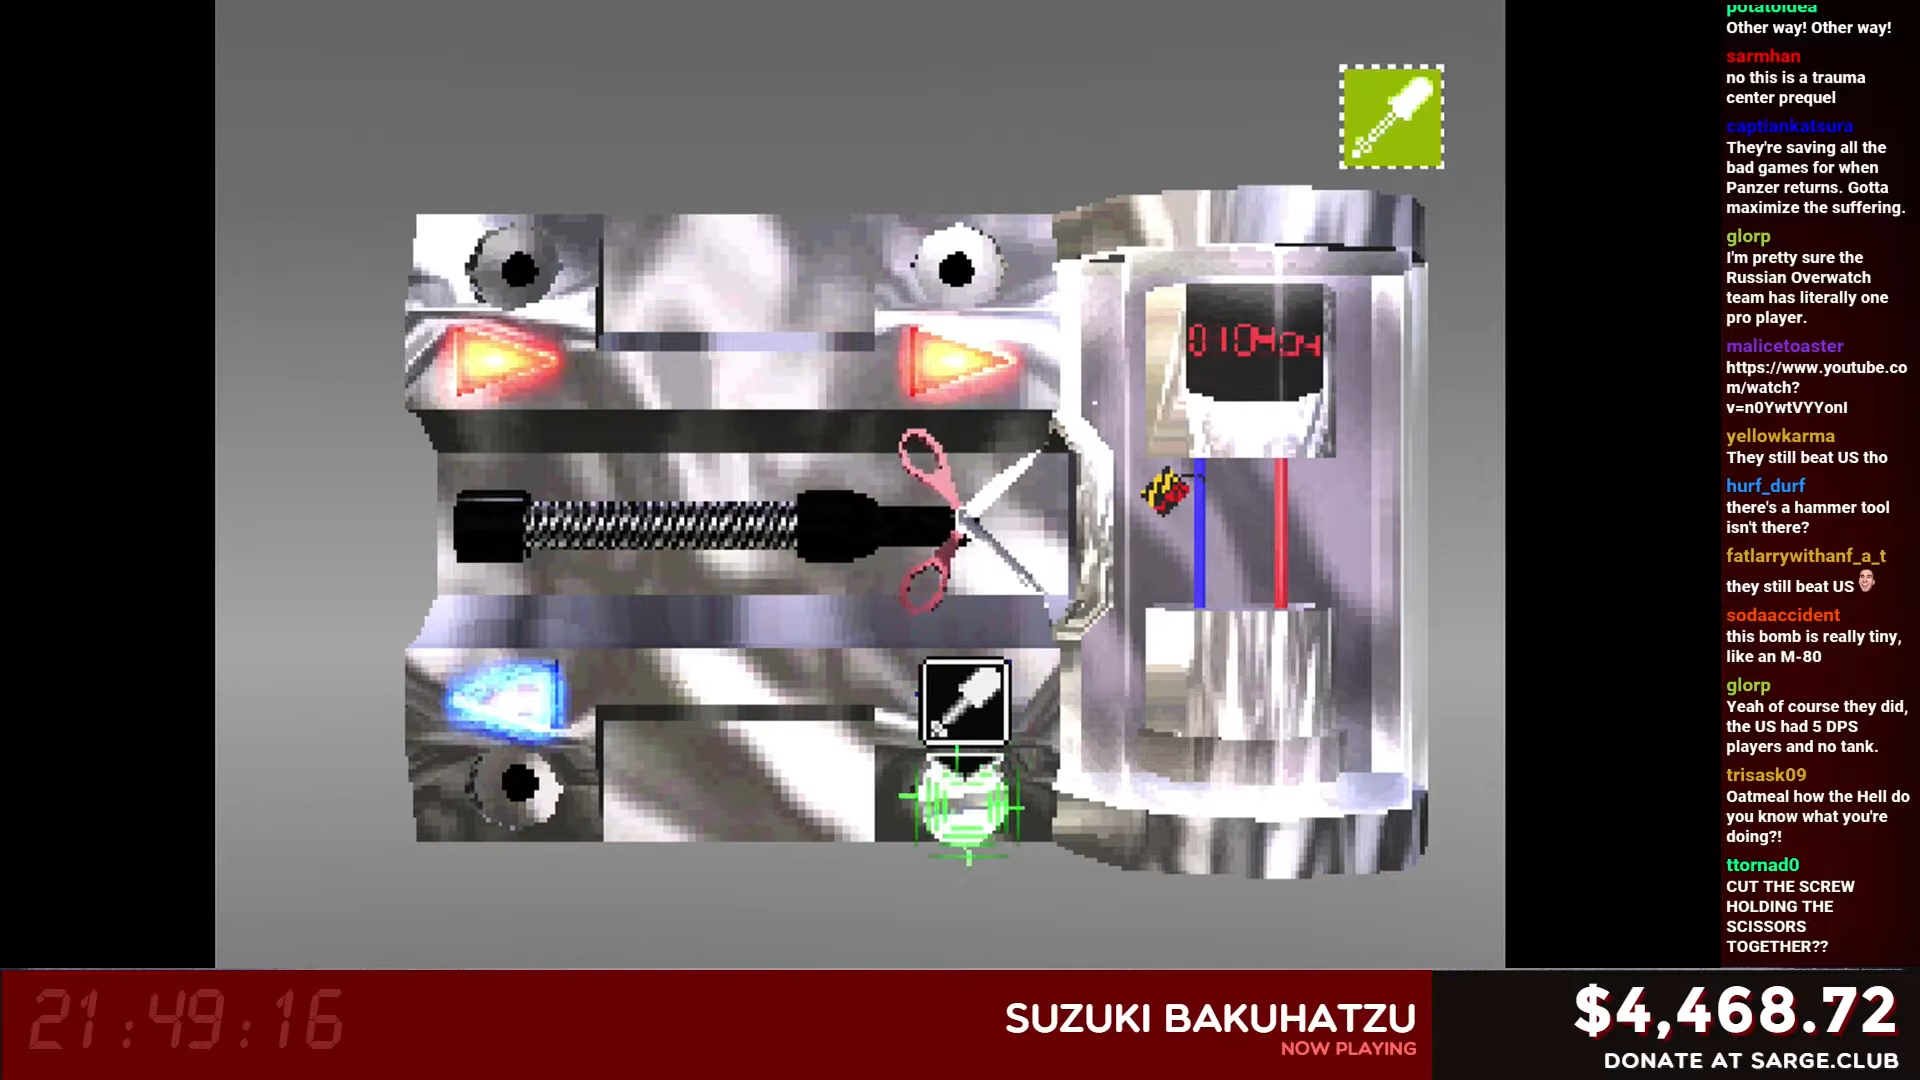 potatoidea
Other way! Other way!
sarmhan
no this is a trauma
center prequel
captiankatsura
They're saving all the
bad games for when
Panzer returns. Gotta
maximize the suffering.
glorp
I'm pretty sure the
Russian Overwatch
team has literally one
pro player.
malicetoaster
https://www.youtube.co
m/watch?
v=n0YwtVYYonI
yellowkarma
They still beat US tho
hurf_durf
there's a hammer tool
isn't there?
fatlarrywithanf_a_t
they still beat US
sodaaccident
this bomb is really tiny,
like an M-80
glorp
Yeah of course they did,
the US had 5 DPS
players and no tank.
trisask09
Oatmeal how the Hell do
you know what you're
doing?!
ttornad0
CUT THE SCREW
HOLDING THE
SCISSORS
TOGETHER??
010404
21:49:16
SUZUKI BAKUHATZU
NOW PLAYING
$4,468.72
DONATE AT SARGE.CLUB